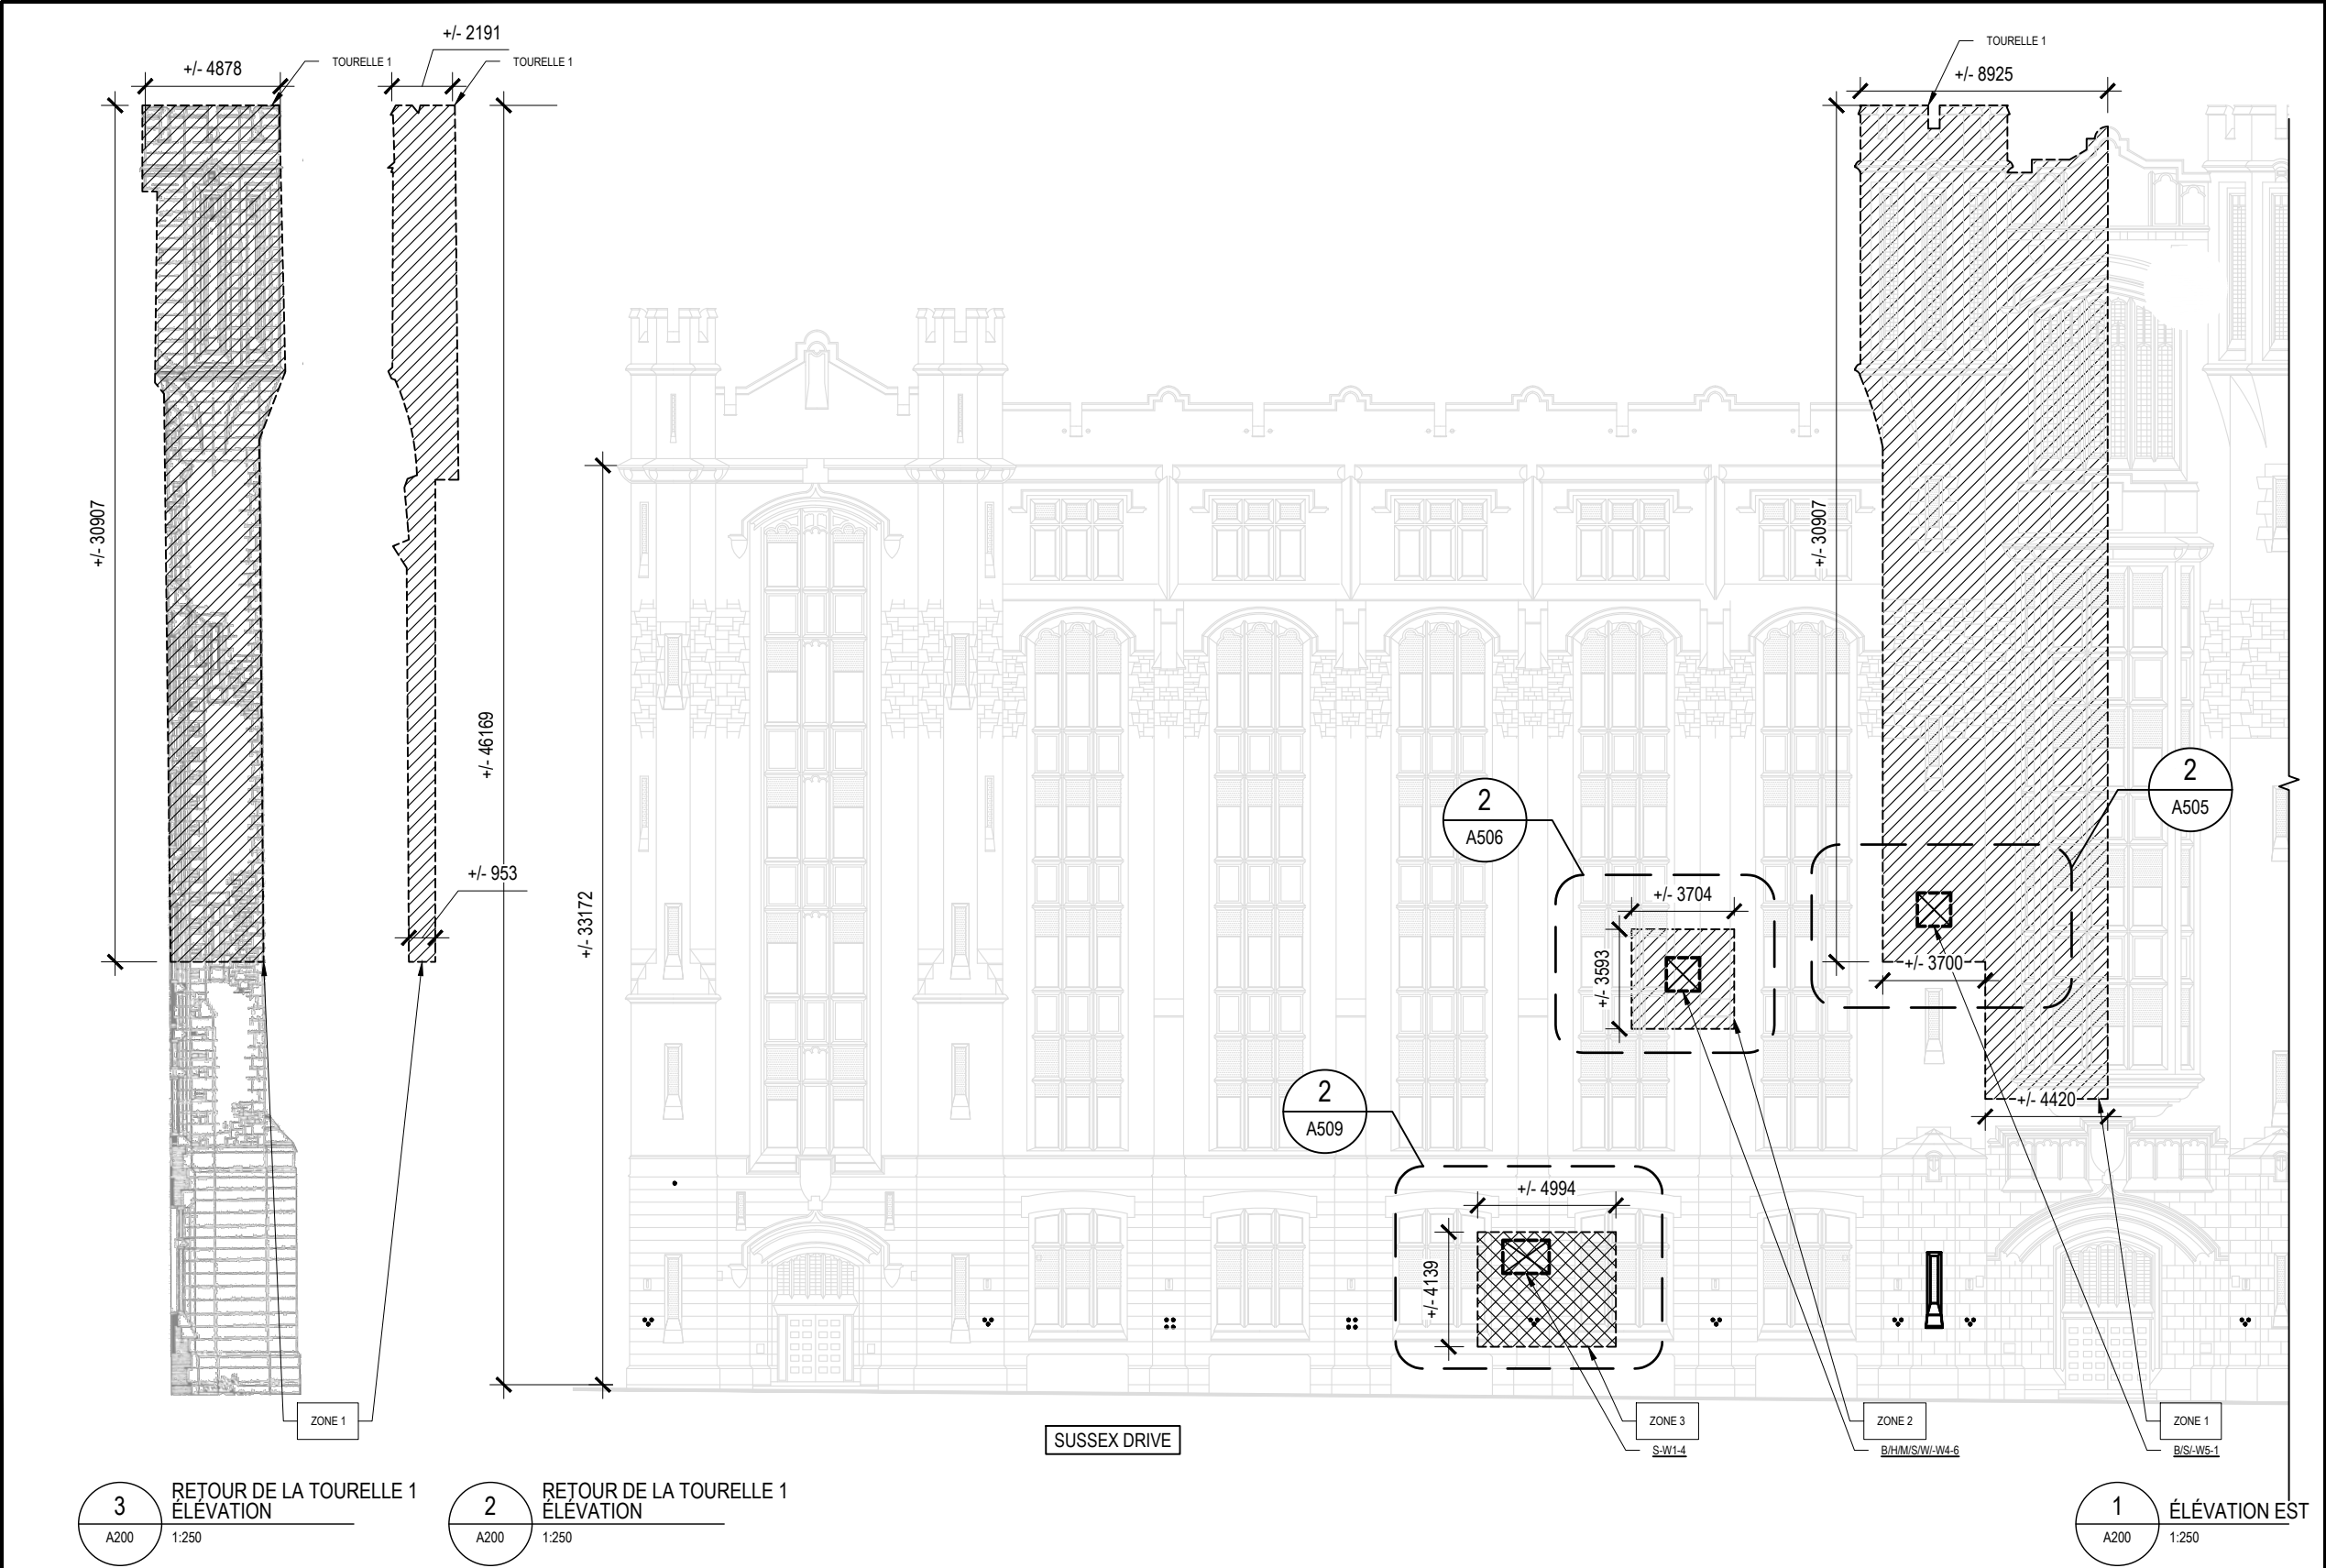 +/- 2191
TOURELLE 1
+/- 4878
TOURELLE 1
TOURELLE 1
+/- 8925
+/- 30907
+/- 30907
+/- 46169
+/- 953
+/- 33172
2
A505
2
A506
+/- 3704
+/- 3593
+/- 3700
2
A509
+/- 4420
+/- 4994
+/- 4139
ZONE 1
ZONE 3
S-W1-4
ZONE 2
B/H/M/S/W/-W4-6
ZONE 1
B/S/-W5-1
SUSSEX DRIVE
3
A200
RETOUR DE LA TOURELLE 1
ÉLÉVATION
1:250
2
A200
RETOUR DE LA TOURELLE 1
ÉLÉVATION
1:250
1
A200
ÉLÉVATION EST
1:250